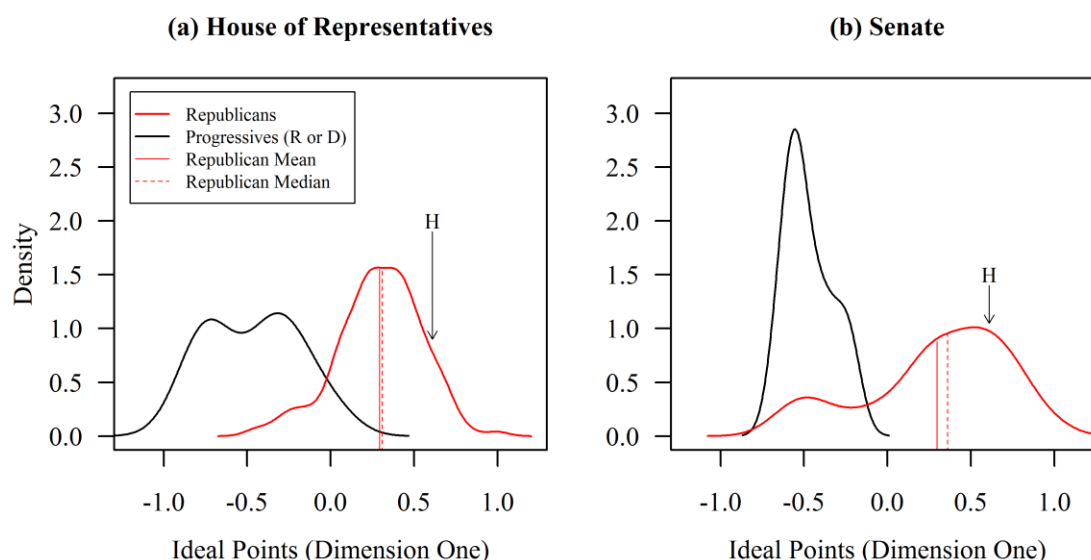 (a) House of Representatives
Republicans
Progressives (R or D)
Republican Mean
Republican Median
H
Density
3.0
2.5
2.0
1.5
1.0
0.5
0.0
-1.0 -0.5 0.0 0.5 1.0
Ideal Points (Dimension One)
(b) Senate
H
3.0
2.5
2.0
1.5
1.0
0.5
0.0
-1.0 -0.5 0.0 0.5 1.0
Ideal Points (Dimension One)